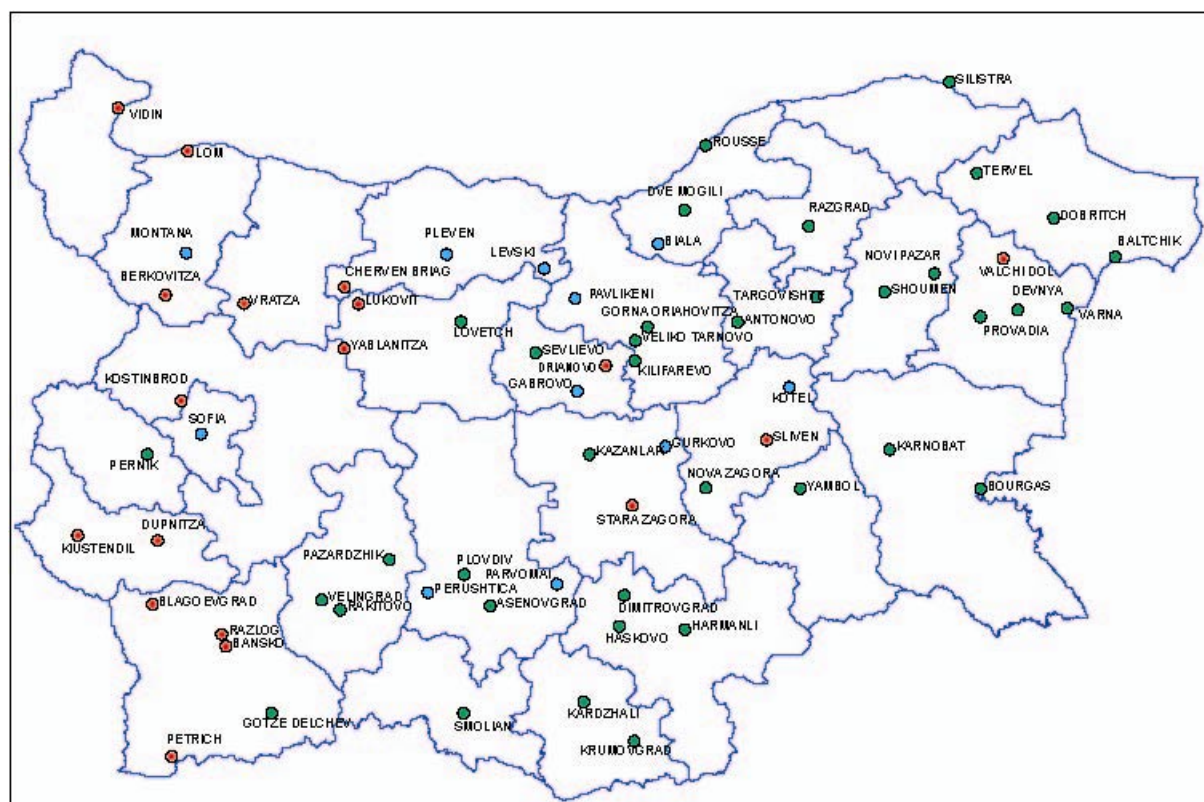 SILISTRA
VIDIN
LOM
ROUSSE
TERVEL
DVE MOGILI
RAZGRAD
DOBRITCH
MONTANA
PLEVEN
LEVSKI
BIALA
BALTCHIK
BERKOVITZA
CHERVEN BRIAG
NOVI PAZAR
VALCHI DOL
VRATZA
LUKOVIT
PAVLIKENI
TARGOVISHTE
SHOUMEN
DEVNYA
GORNA ORIAHOVITZA
VARNA
LOVETCH
ANTONOVO
PROVADIA
VELIKO TARNOVO
YABLANITZA
SEVLIEVO
DRIANOVO
KILIFAREVO
KOSTINBROD
GABROVO
KOTEL
SOFIA
GURKOVO
SLIVEN
KAZANLAK
KARNOBAT
PERNIK
NOVA ZAGORA
YAMBOL
BOURGAS
STARA ZAGORA
DUPNITZA
KIUSTENDIL
PAZARDZHIK
PLOVDIV
PARVOMAI
PERUSHTICA
VELINGRAD
BLAGOEVGRAD
RAKITOVO
ASENOVGRAD
DIMITROVGRAD
HARMANLI
RAZLOG
HASKOVO
BANSKO
KARDZHALI
GOTZE DELCHEV
SMOLIAN
PETRICH
KRUMOVGRAD